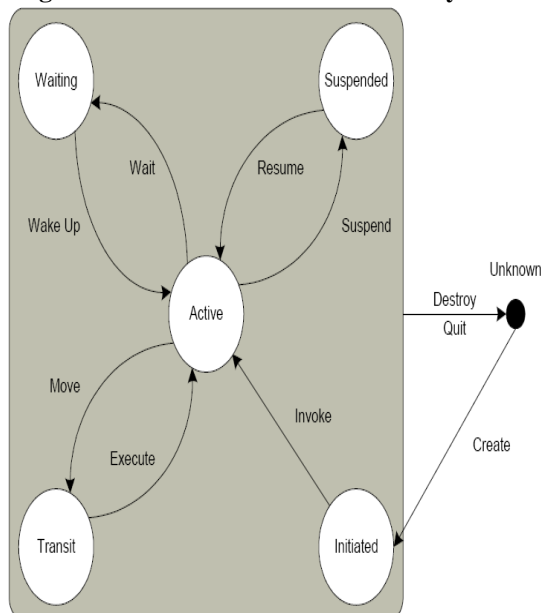 Waiting
Suspended
Wait
Resume
Wake Up
Suspend
Unknown
Active
Destroy
Quit
Move
Invoke
Execute
Create
Transit
Initiated